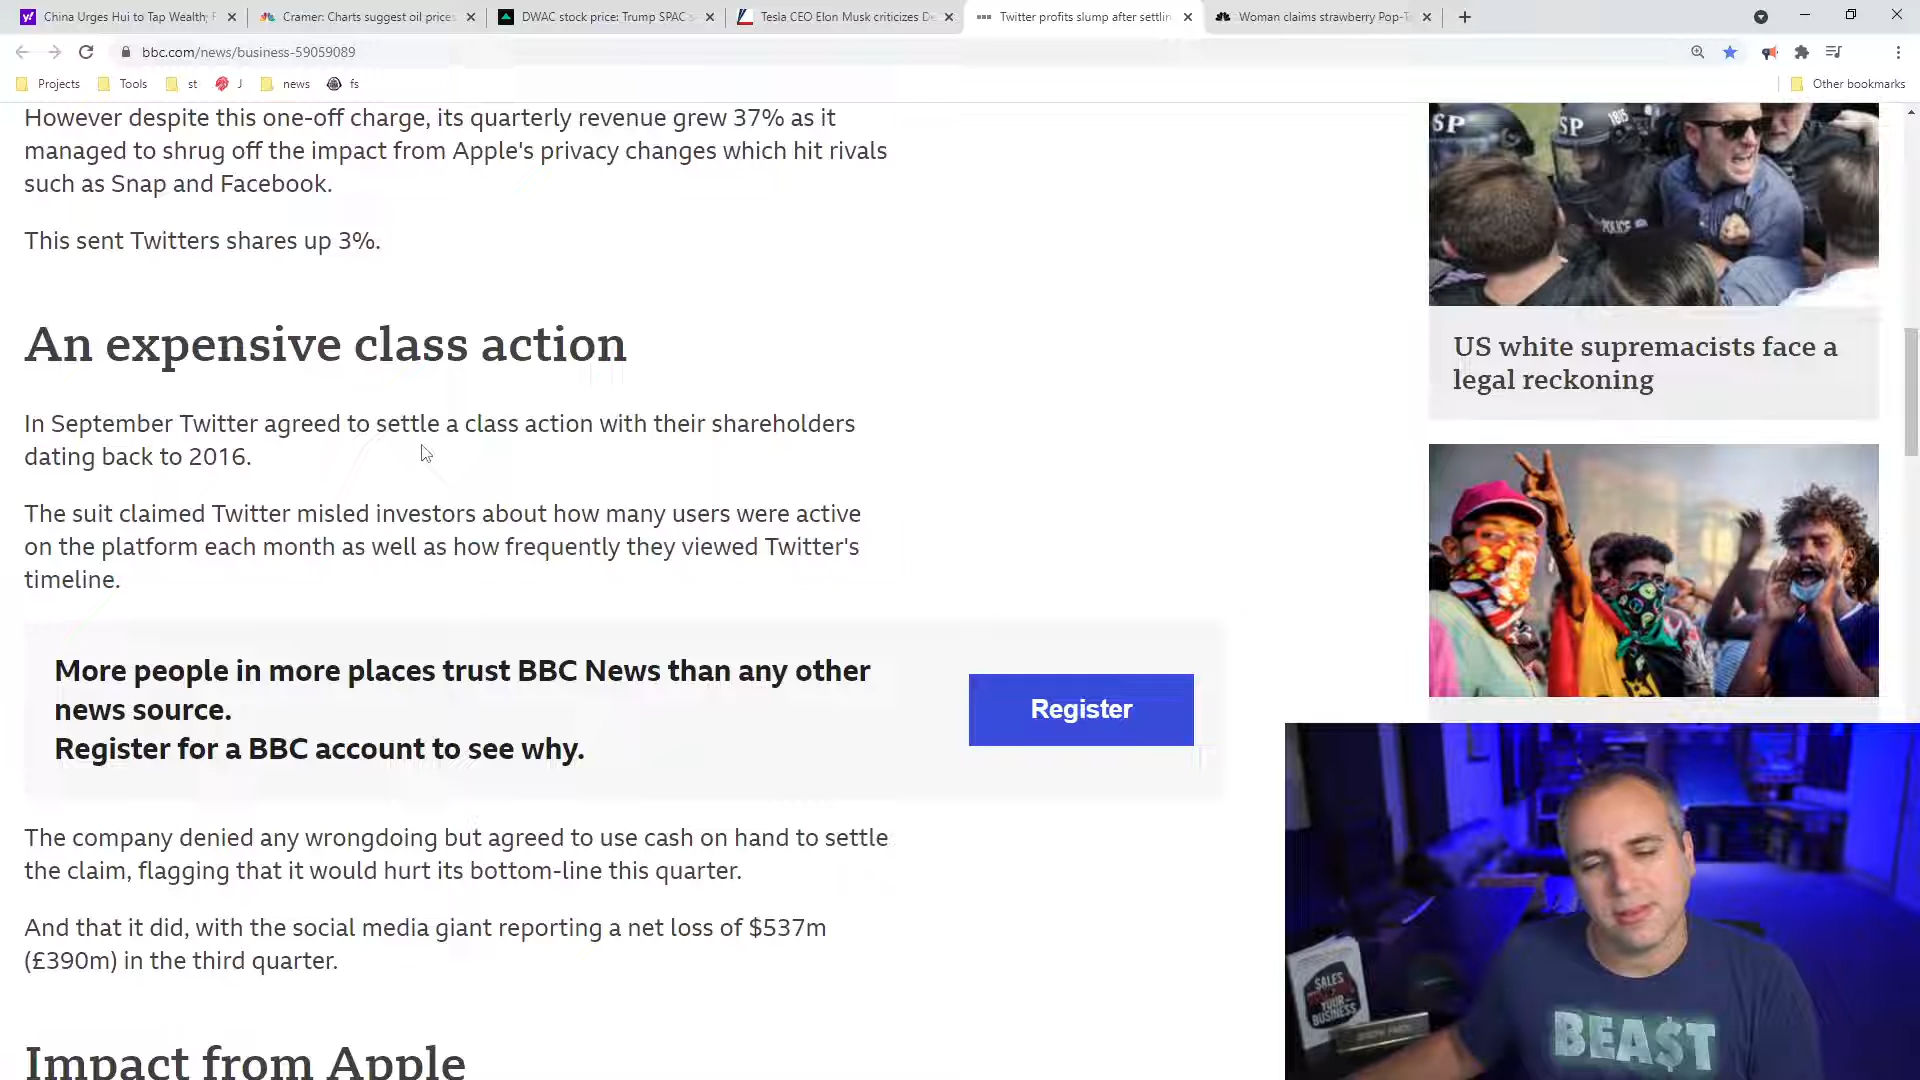 China Urges Hui to Tap Wealth; F
Cramer: Charts suggest oil prices
DWAC stock price: Trump SPAC s
Tesla CEO Elon Musk criticizes De
Twitter profits slump after settlin
Woman claims strawberry Pop-T
bbc.com/news/business-59059089
Projects
Tools
st
J
news
fs
Other bookmarks
However despite this one-off charge, its quarterly revenue grew 37% as it
managed to shrug off the impact from Apple's privacy changes which hit rivals
such as Snap and Facebook.
This sent Twitters shares up 3%.
An expensive class action
In September Twitter agreed to settle a class action with their shareholders
dating back to 2016.
The suit claimed Twitter misled investors about how many users were active
on the platform each month as well as how frequently they viewed Twitter's
timeline.
More people in more places trust BBC News than any other
news source.
Register for a BBC account to see why.
Register
The company denied any wrongdoing but agreed to use cash on hand to settle
the claim, flagging that it would hurt its bottom-line this quarter.
And that it did, with the social media giant reporting a net loss of $537m
(£390m) in the third quarter.
Impact from Apple
SP
SP
1815
POLICE
US white supremacists face a
legal reckoning
SALES
YOUR
BUSINESS
BEA$T